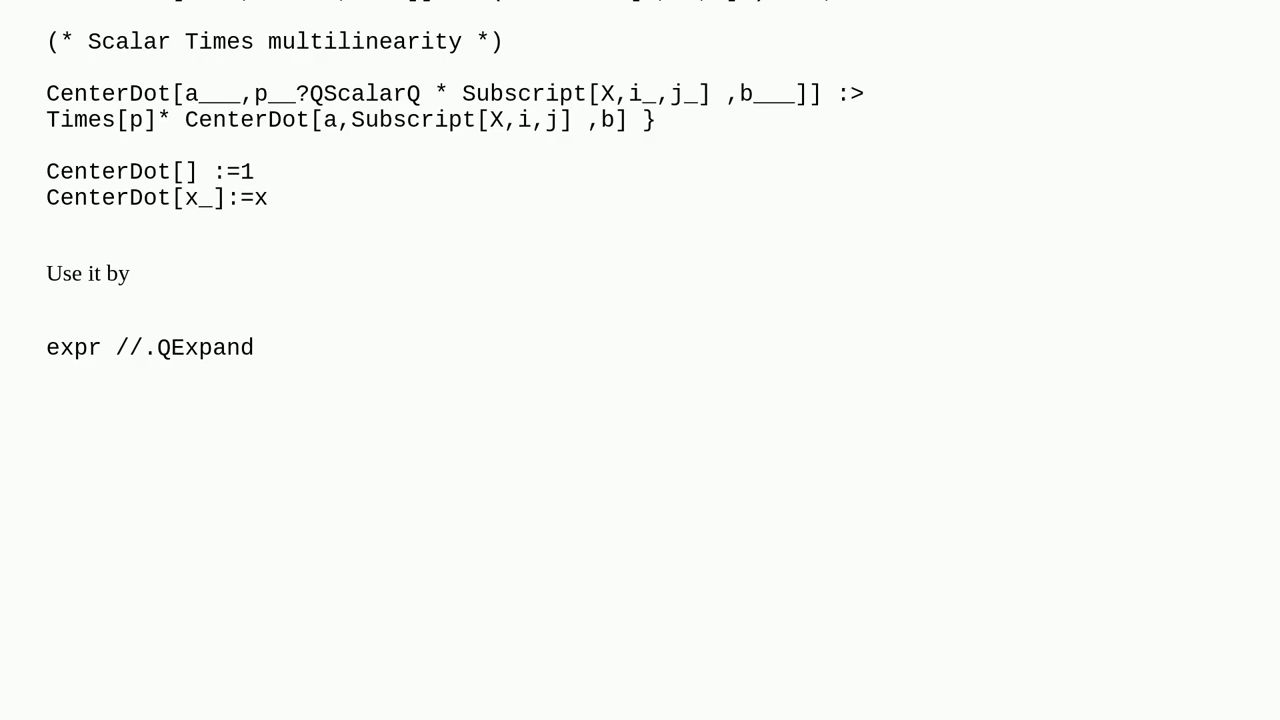 (* Scalar Times multilinearity *)
CenterDot[a___,p__?QScalarQ * Subscript[X,i_,j_] ,b___]] :>
Times[p]* CenterDot[a,Subscript[X,i,j] ,b] }
CenterDot[] :=1
CenterDot[x_]:=x
Use it by
expr //.QExpand